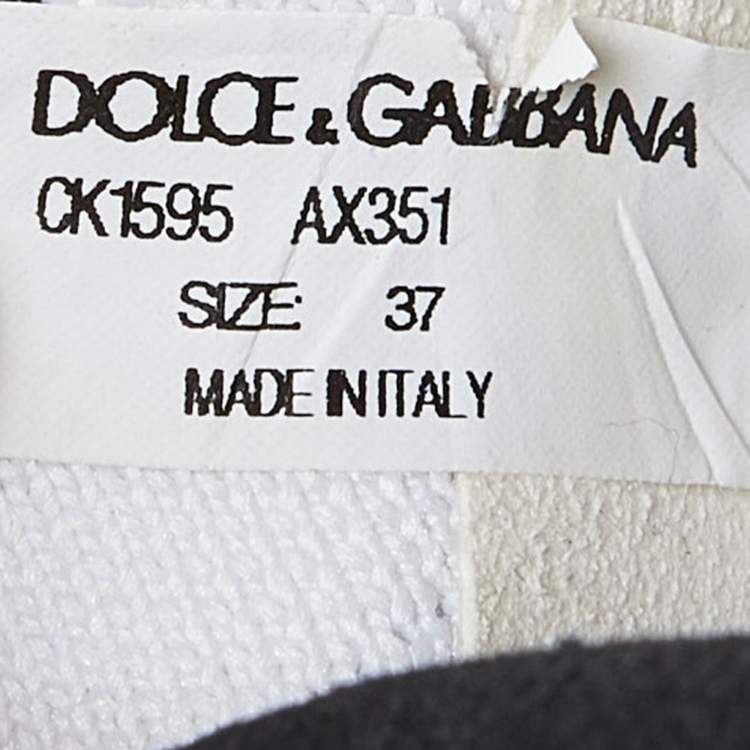 DOLCE & GABBANA
CK1595 AX351
SIZE: 37
MADE IN ITALY